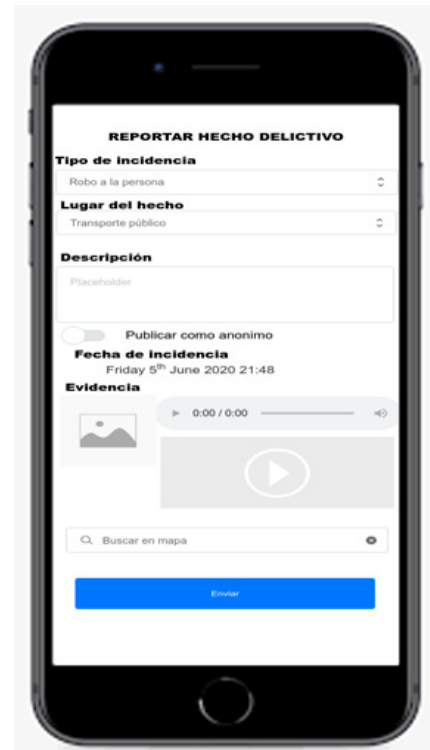 REPORTAR HECHO DELICTIVO
Tipo de incidencia
Robo a la persona
Lugar del hecho
Transporte público
Descripción
Placeholder
Publicar como anonimo
Fecha de incidencia
Friday 5th June 2020 21:48
Evidencia
0:00 / 0:00
Buscar en mapa
Enviar